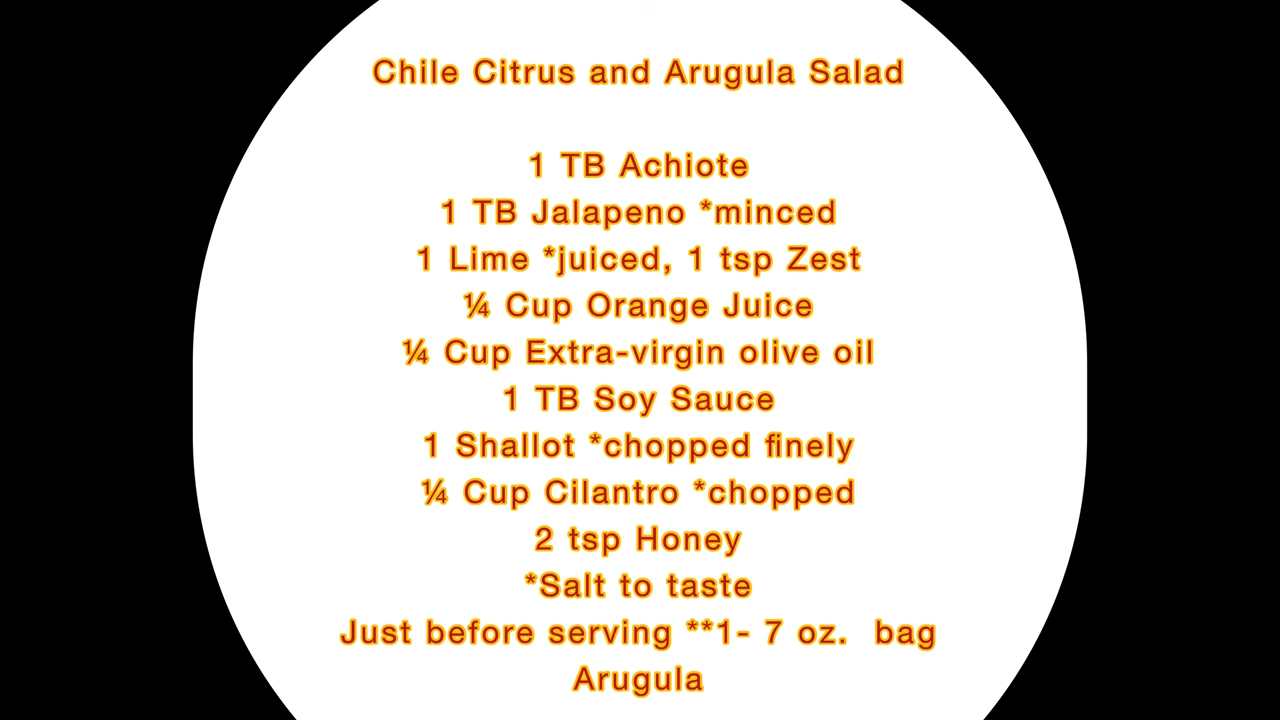 Chile Citrus and Arugula Salad
1 TB Achiote
1 TB Jalapeno *minced
1 Lime *juiced, 1 tsp Zest
¼ Cup Orange Juice
¼ Cup Extra-virgin olive oil
1 TB Soy Sauce
1 Shallot *chopped finely
¼ Cup Cilantro *chopped
2 tsp Honey
*Salt to taste
Just before serving **1- 7 oz.  bag
Arugula